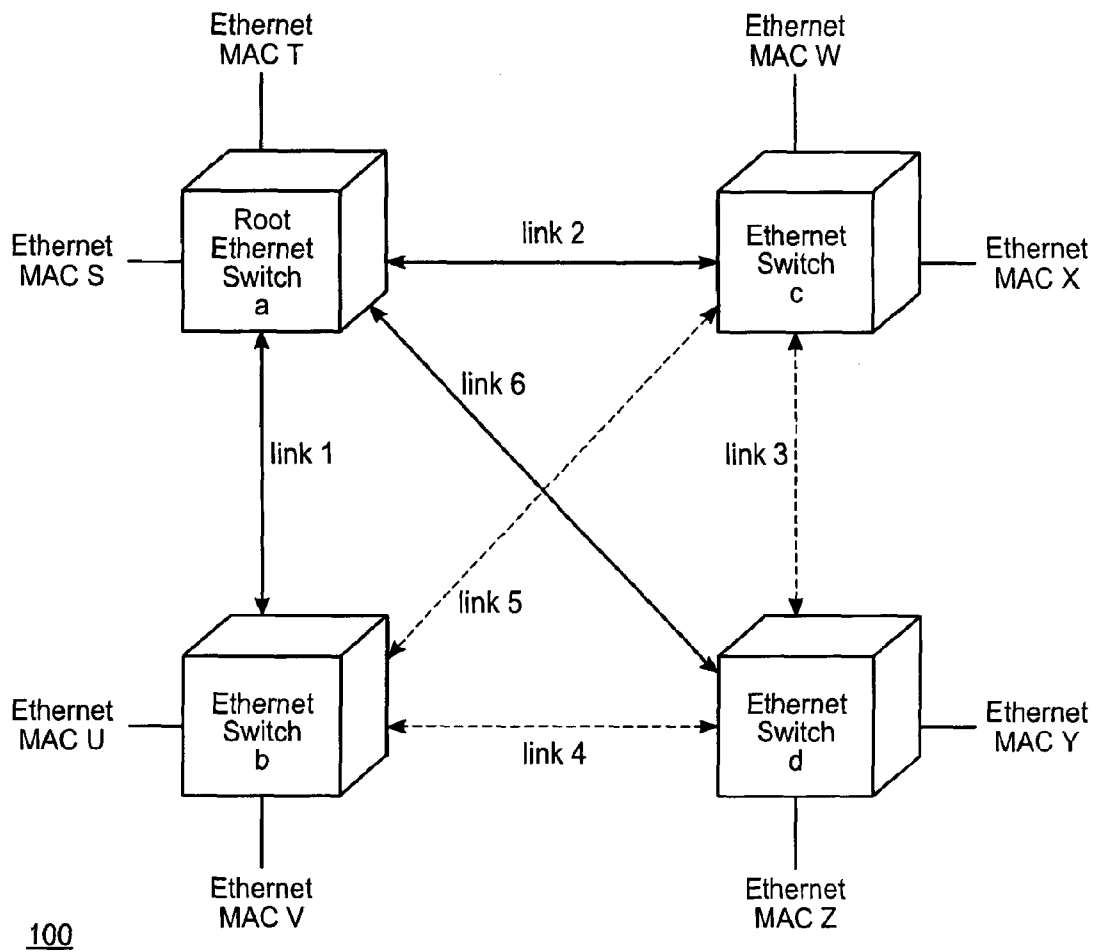 Ethernet
MAC T
Ethernet
MAC W
Root
Ethernet
Switch
a
Ethernet
MAC S
link 2
Ethernet
Switch
c
Ethernet
MAC X
link 6
link 1
link 3
link 5
Ethernet
MAC U
Ethernet
Switch
b
link 4
Ethernet
Switch
d
Ethernet
MAC Y
Ethernet
MAC V
Ethernet
MAC Z
100